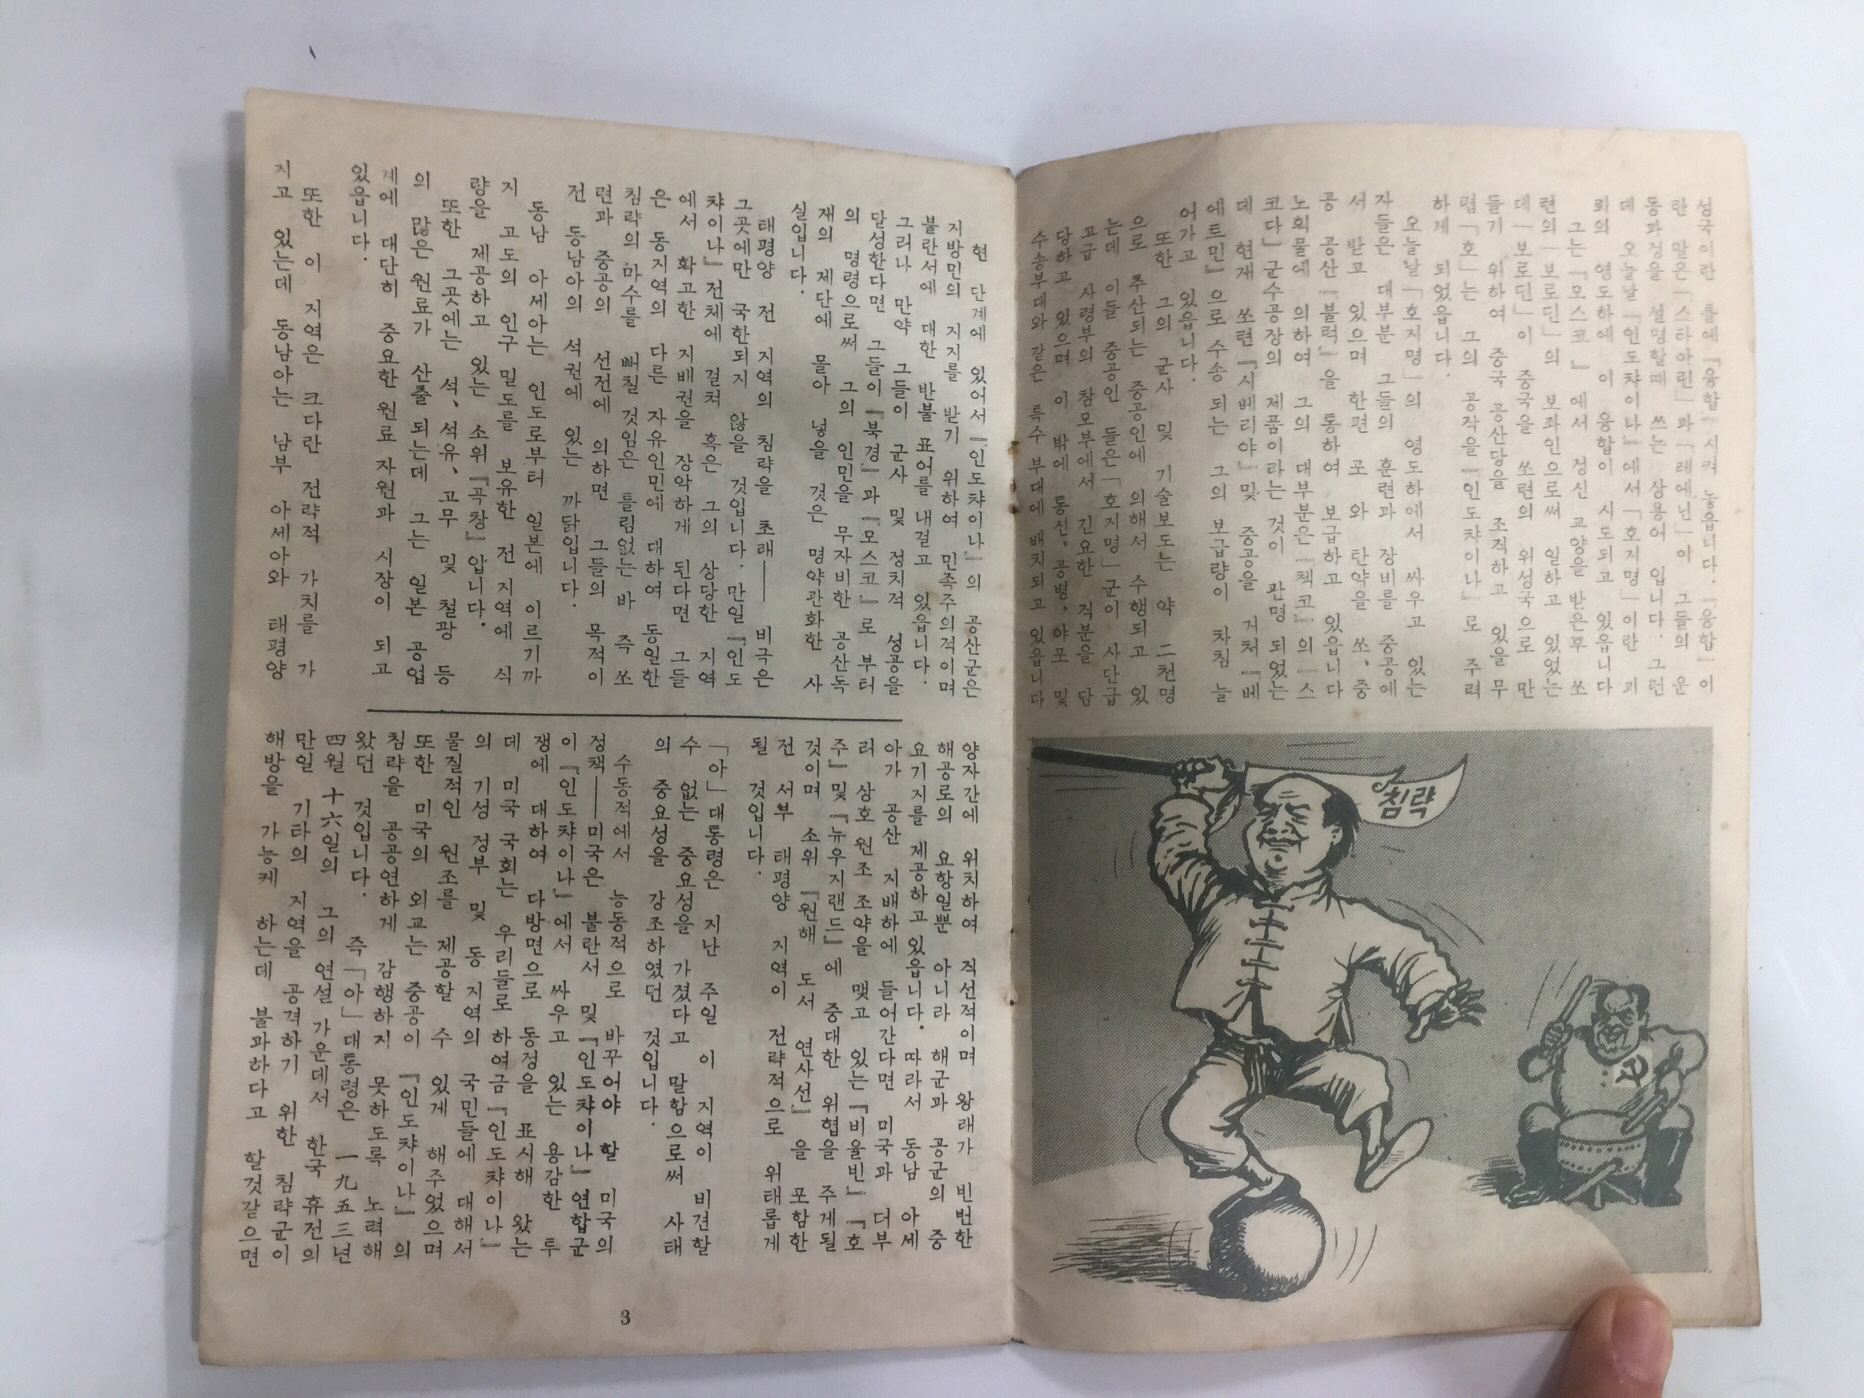 성국이란 틀에 『융합』시켜 놓읍니다. 「융합」이
란 말은 「스타아린」과 「레에닌」이 그들의 운
동과정을 설명할때 쓰는 상용어 입니다. 그런
데 오늘날 『인도챠이나』에서 「호지명」이란 괴
뢰의 영도하에 이 융합이 시도되고 있읍니다
그는 『모스코』에서 정신 교양을 받은후 쏘
련의 「보로딘」의 보좌인으로써 일하고 있었는
데 「보로딘」이 중국을 쏘련의 위성국으로 만
들기 위하여 중국 공산당을 조직하고 있을 무
렵 「호」는 그의 공작을 『인도챠이나』로 주력
하게 되었읍니다.
오늘날 「호지명」의 영도하에서 싸우고 있는
자들은 대부분 그들의 훈련과 장비를 중공에
서 받고 있으며 한편 포 와 탄약을 쏘、중
공 공산 『불럭』을 통하여 보급하고 있읍니다
노획물에 의하여 그의 대부분은 『첵코』의 「스
코다」군수공장의 제품이라는 것이 판명 되었는
데 현재 쏘련 『시베리야』및 중공을 거쳐 『베
에트민』으로 수송 되는 그의 보급량이 차침 늘
어가고 있읍니다.
또한 그의 군사 및 기술보도는 약 二천명
으로 추산되는 중공인에 의해서 수행되고 있
는데 이들 중공인 들은 「호지명」군이 사단급
고급 사령부의 참모부에서 긴요한 직분을 담
당하고 있으며 이 밖에 통신、공병、야포 및
수송부대와 같은 특수 부대에 배치되고 있읍니다
침략
현 단계에 있어서 『인도챠이나』의 공산군은
지방민의 지지를 받기 위하여 민족주의적이며
불란서에 대한 반불 표어를 내걸고 있읍니다.
그러나 만약 그들이 군사 및 정치적 성공을
달성한다면 그들이 『북경』과 『모스코』로 부터
의 명령으로써 그의 인민을 무자비한 공산독
재의 제단에 몰아 넣을 것은 명약관화한 사
실입니다.
태평양 전 지역의 침략을 초래――비극은
그곳에만 국한되지 않을 것입니다. 만일 『인도
챠이나』전체에 걸쳐 혹은 그의 상당한 지역
에서 확고한 지배권을 장악하게 된다면 그들
은 동지역의 다른 자유인민에 대하여 동일한
침략의 마수를 뻐칠 것임은 틀림없는 바 즉 쏘
련과 중공의 선전에 의하면 그들의 목적이
전 동남아의 석권에 있는 까닭입니다.
동남 아세아는 인도로부터 일본에 이르기까
지 고도의 인구 밀도를 보유한 전 지역에 식
량을 제공하고 있는 소위 『곡창』입니다.
또한 그곳에는 석、석유、고무 및 철광 등
의 많은 원료가 산출 되는데 그는 일본 공업
계에 대단히 중요한 원료 자원과 시장이 되고
있읍니다.
또한 이 지역은 크다란 전략적 가치를 가
지고 있는데 동남아는 남부 아세아와 태평양
양자간에 위치하여 직선적이며 왕래가 빈번한
해공로의 요항일뿐 아니라 해군과 공군의 중
요기지를 제공하고 있읍니다. 따라서 동남 아세
아가 공산 지배하에 들어간다면 미국과 더부
러 상호 원조 조약을 맺고 있는 『비율빈』『호
주』및 『뉴우지랜드』에 중대한 위협을 주게될
것이며 소위 『원해 도서 연사선』을 포함한
전 서부 태평양 지역이 전략적으로 위태롭게
될 것입니다.
「아」대통령은 지난 주일 이 지역이 비견할
수 없는 중요성을 가졌다고 말함으로써 사태
의 중요성을 강조하였던 것입니다.
수동적에서 능동적으로 바꾸어야 할 미국의
정책――미국은 불란서 및 『인도챠이나』연합군
이 『인도챠이나』에서 싸우고 있는 용감한 투
쟁에 대하여 다방면으로 동정을 표시해 왔는
데 미국 국회는 우리들로 하여금 『인도챠이나』
의 기성 정부 및 동 지역의 국민들에 대해서
물질적인 원조를 제공할 수 있게 해주었으며
또한 미국의 외교는 중공이 『인도챠이나』의
침략을 공공연하게 감행하지 못하도록 노력해
왔던 것입니다. 즉 「아」대통령은 一九五三년
四월 十六일의 그의 연설 가운데서 한국 휴전의
만일 기타의 지역을 공격하기 위한 침략군이
해방을 가능케 하는데 불과하다고 할것같으면
3